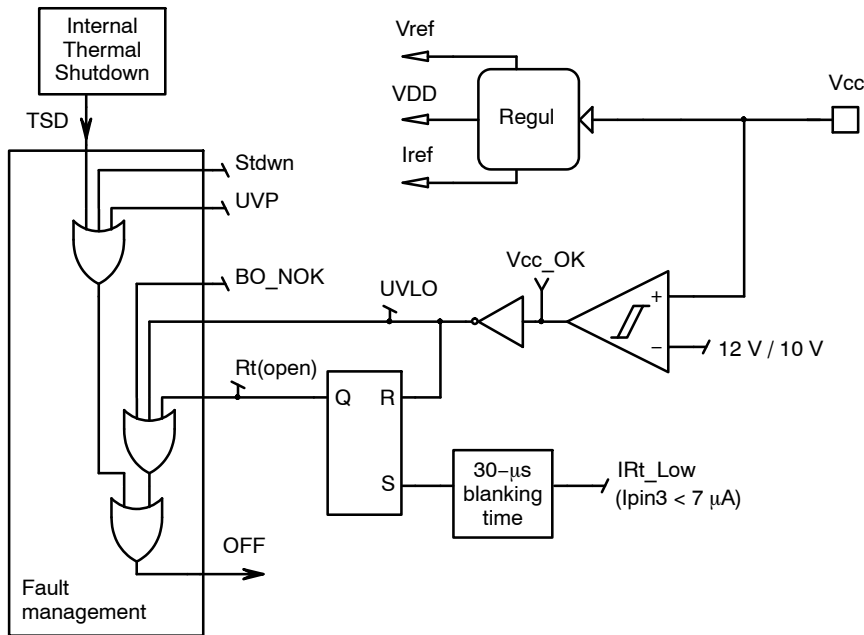 Internal
Thermal
Shutdown
TSD
Vref
VDD
Iref
Regul
Vcc
Stdwn
UVP
BO_NOK
UVLO
Vcc_OK
+
−
12 V / 10 V
Rt(open)
Q
R
S
30−μs
blanking
time
IRt_Low
(Ipin3 < 7 μA)
OFF
Fault
management